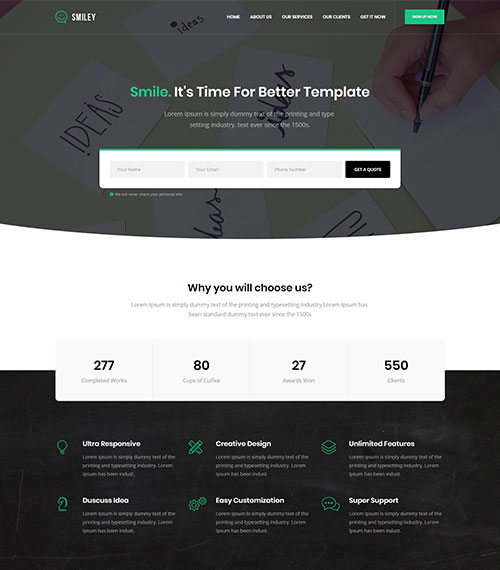 SMILEY
HOME ABOUT US OUR SERVICES OUR CLIENTS GET IT NOW SIGN UP NOW
ideas
IDEAS
ideas
Smile. It's Time For Better Template
Lorem Ipsum is simply dummy text of the printing and type
setting industry. text ever since the 1500s.
Your Name Your Email Phone Number GET A QUOTE
We will never share your personal info
Ideas
Why you will choose us?
Lorem Ipsum is simply dummy text of the printing and typesetting industry Lorem Ipsum has
been standard dummy text ever since the 1500s
277 80 27 550
Completed Works Cupx of Cuffee Awards Won Clients
Ultra Responsive Creative Design Unlimited Features
Lorem Ipsum is simply dummy text of the Lorem Ipsum is simply dummy text of the Lorem Ipsum is simply dummy text of the
printing and typesetting industry. Lorem printing and typesetting industry. Lorem printing and typesetting industry. Lorem
Ipsum has been indust. Ipsum has been indust. Ipsum has been indust.
Duscuss Idea Easy Customization Super Support
Lorem Ipsum is simply dummy text of the Lorem Ipsum is simply dummy text of the Lorem Ipsum is simply dummy text of the
printing and typesetting industry. Lorem printing and typesetting industry. Lorem printing and typesetting industry. Lorem
Ipsum has been indust. Ipsum has been indust. Ipsum has been indust.